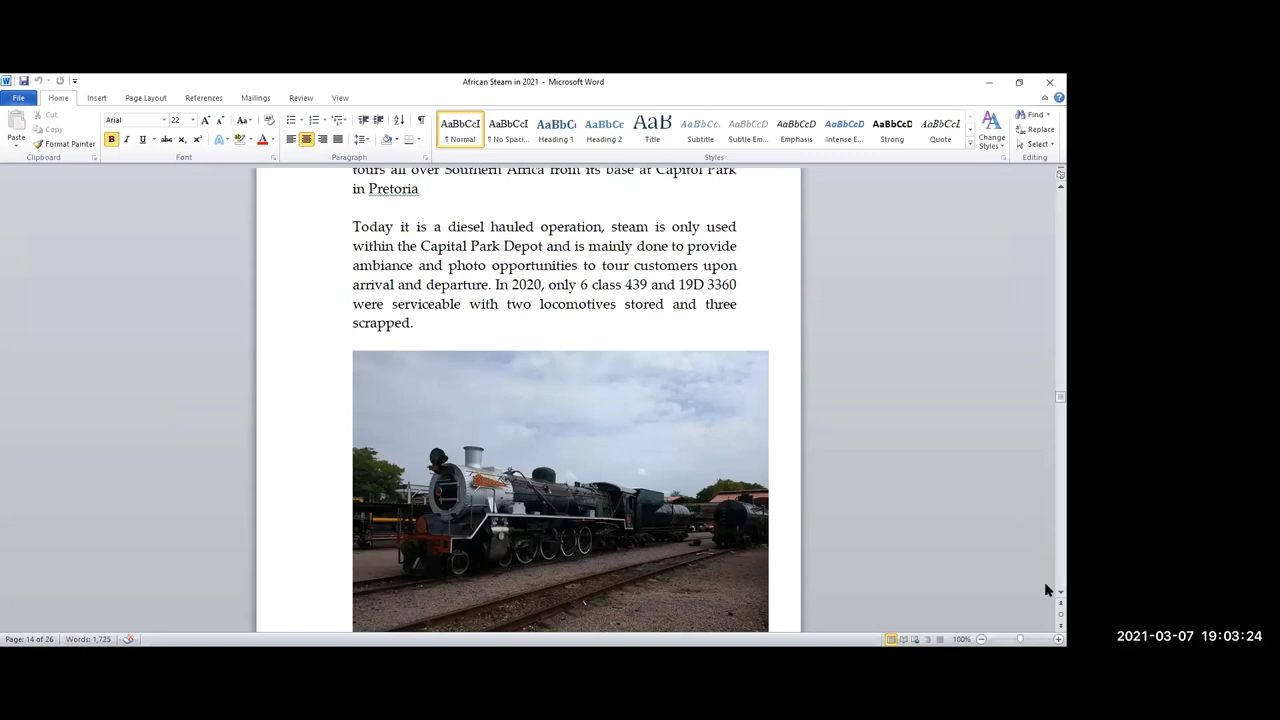 African Steam in 2021 - Microsoft Word
File Home Insert Page Layout References Mailings Review View
Paste
Cut
Copy
Format Painter
Clipboard
Arial 22
Font
Paragraph
AaBbCcI AaBbCcI AaBbCc AaBbCc AaB AaBbCc. AaBbCcD AaBbCcD AaBbCcD AaBbCcD AaBbCcL
¶ Normal ¶ No Spaci... Heading 1 Heading 2 Title Subtitle Subtle Em... Emphasis Intense E... Strong Quote
Styles
Change
Styles
Find
Replace
Select
Editing
tours all over Southern Africa from its base at Capitol Park
in Pretoria
Today it is a diesel hauled operation, steam is only used
within the Capital Park Depot and is mainly done to provide
ambiance and photo opportunities to tour customers upon
arrival and departure. In 2020, only 6 class 439 and 19D 3360
were serviceable with two locomotives stored and three
scrapped.
Page: 14 of 26 Words: 1,725 100%
2021-03-07 19:03:24